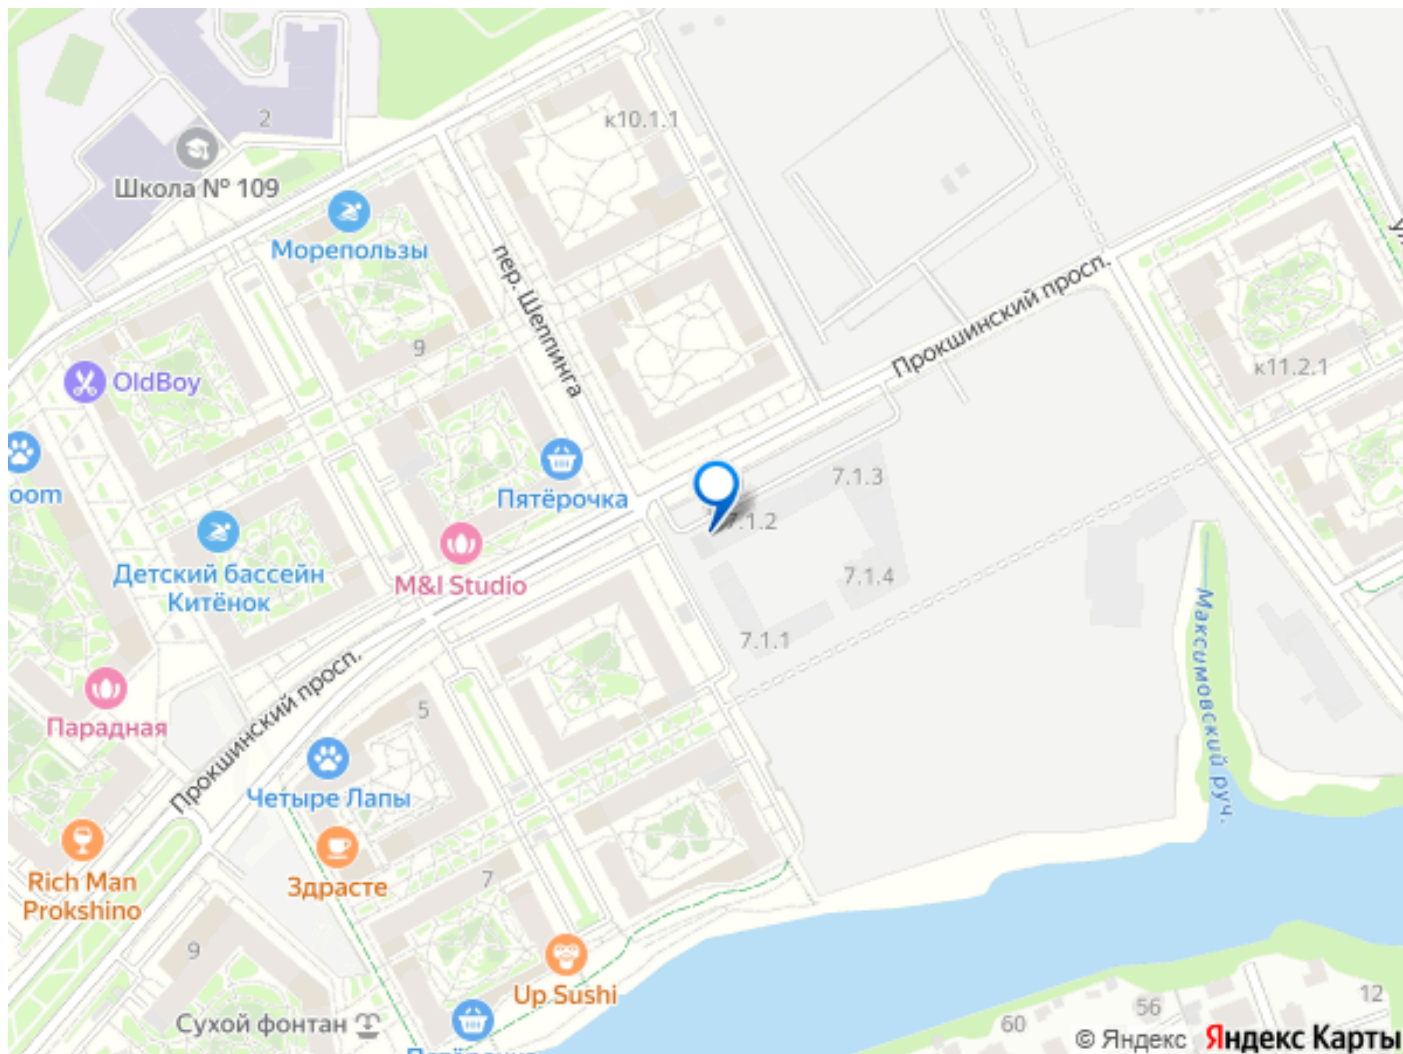 2
к10.1.1
Школа № 109
Морепользы
пер. Шеппинга
Прокшинский просп.
9
к11.2.1
OldBoy
Пятёрочка
7.1.3
oom
7.1.2
M&I Studio
Детский бассейн
Китёнок
7.1.4
7.1.1
Максимовский руч.
Парадная
Прокшинский просп.
5
Четыре Лапы
Rich Man
Prokshino
Здрасте
7
9
Up Sushi
Сухой фонтан
56
12
60
© Яндекс Яндекс Карты